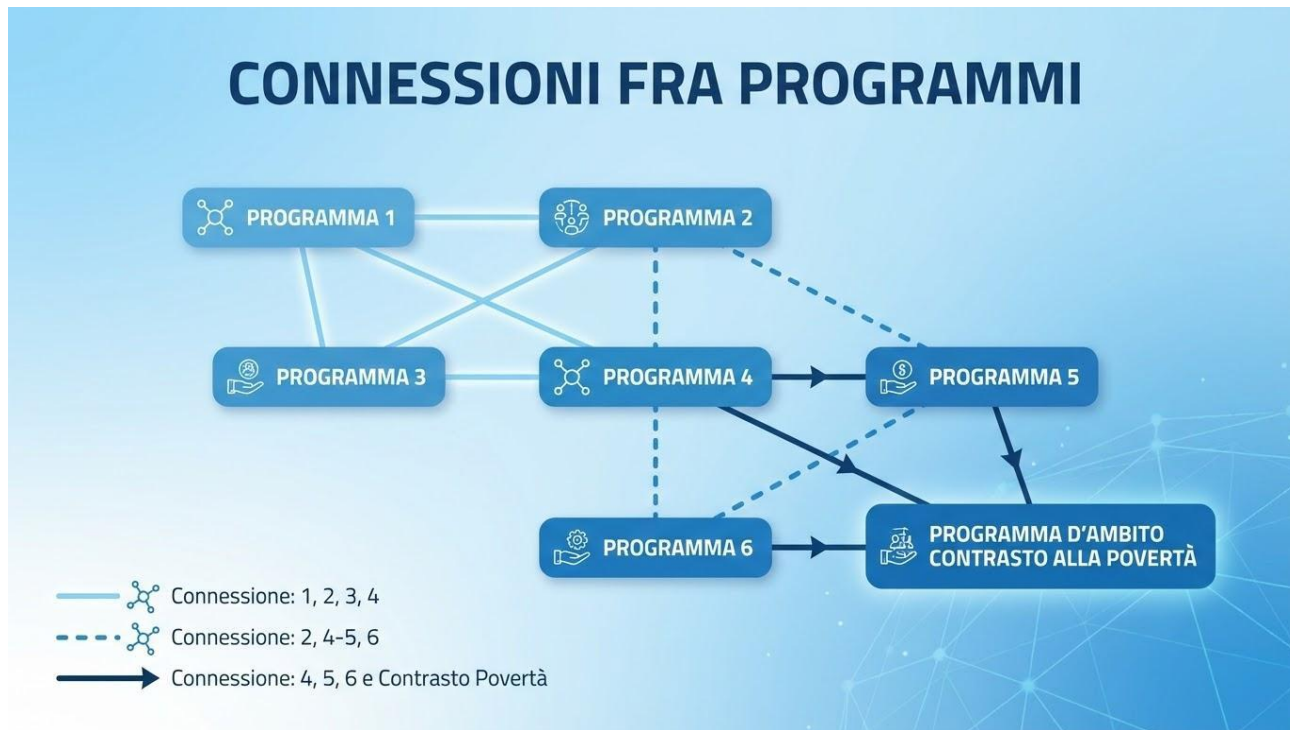 CONNESSIONI FRA PROGRAMMI
PROGRAMMA 1
PROGRAMMA 2
PROGRAMMA 3
PROGRAMMA 4
PROGRAMMA 5
PROGRAMMA 6
PROGRAMMA D'AMBITO
CONTRASTO ALLA POVERTÀ
Connessione: 1, 2, 3, 4
Connessione: 2, 4-5, 6
Connessione: 4, 5, 6 e Contrasto Povertà